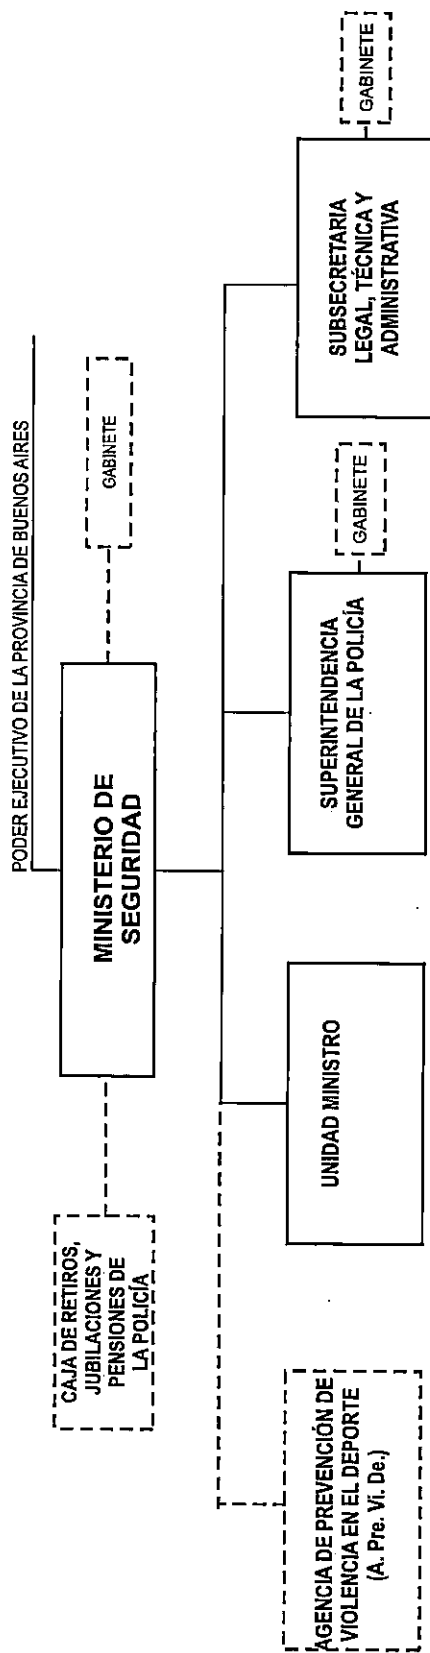 PODER EJECUTIVO DE LA PROVINCIA DE BUENOS AIRES
CAJA DE RETIROS,
JUBILACIONES Y
PENSIONES DE
LA POLICÍA
MINISTERIO DE
SEGURIDAD
GABINETE
AGENCIA DE PREVENCIÓN DE
VIOLENCIA EN EL DEPORTE
(A. Pre. Vi. De.)
UNIDAD MINISTRO
SUPERINTENDENCIA
GENERAL DE LA POLICÍA
GABINETE
SUBSECRETARIA
LEGAL, TÉCNICA Y
ADMINISTRATIVA
GABINETE